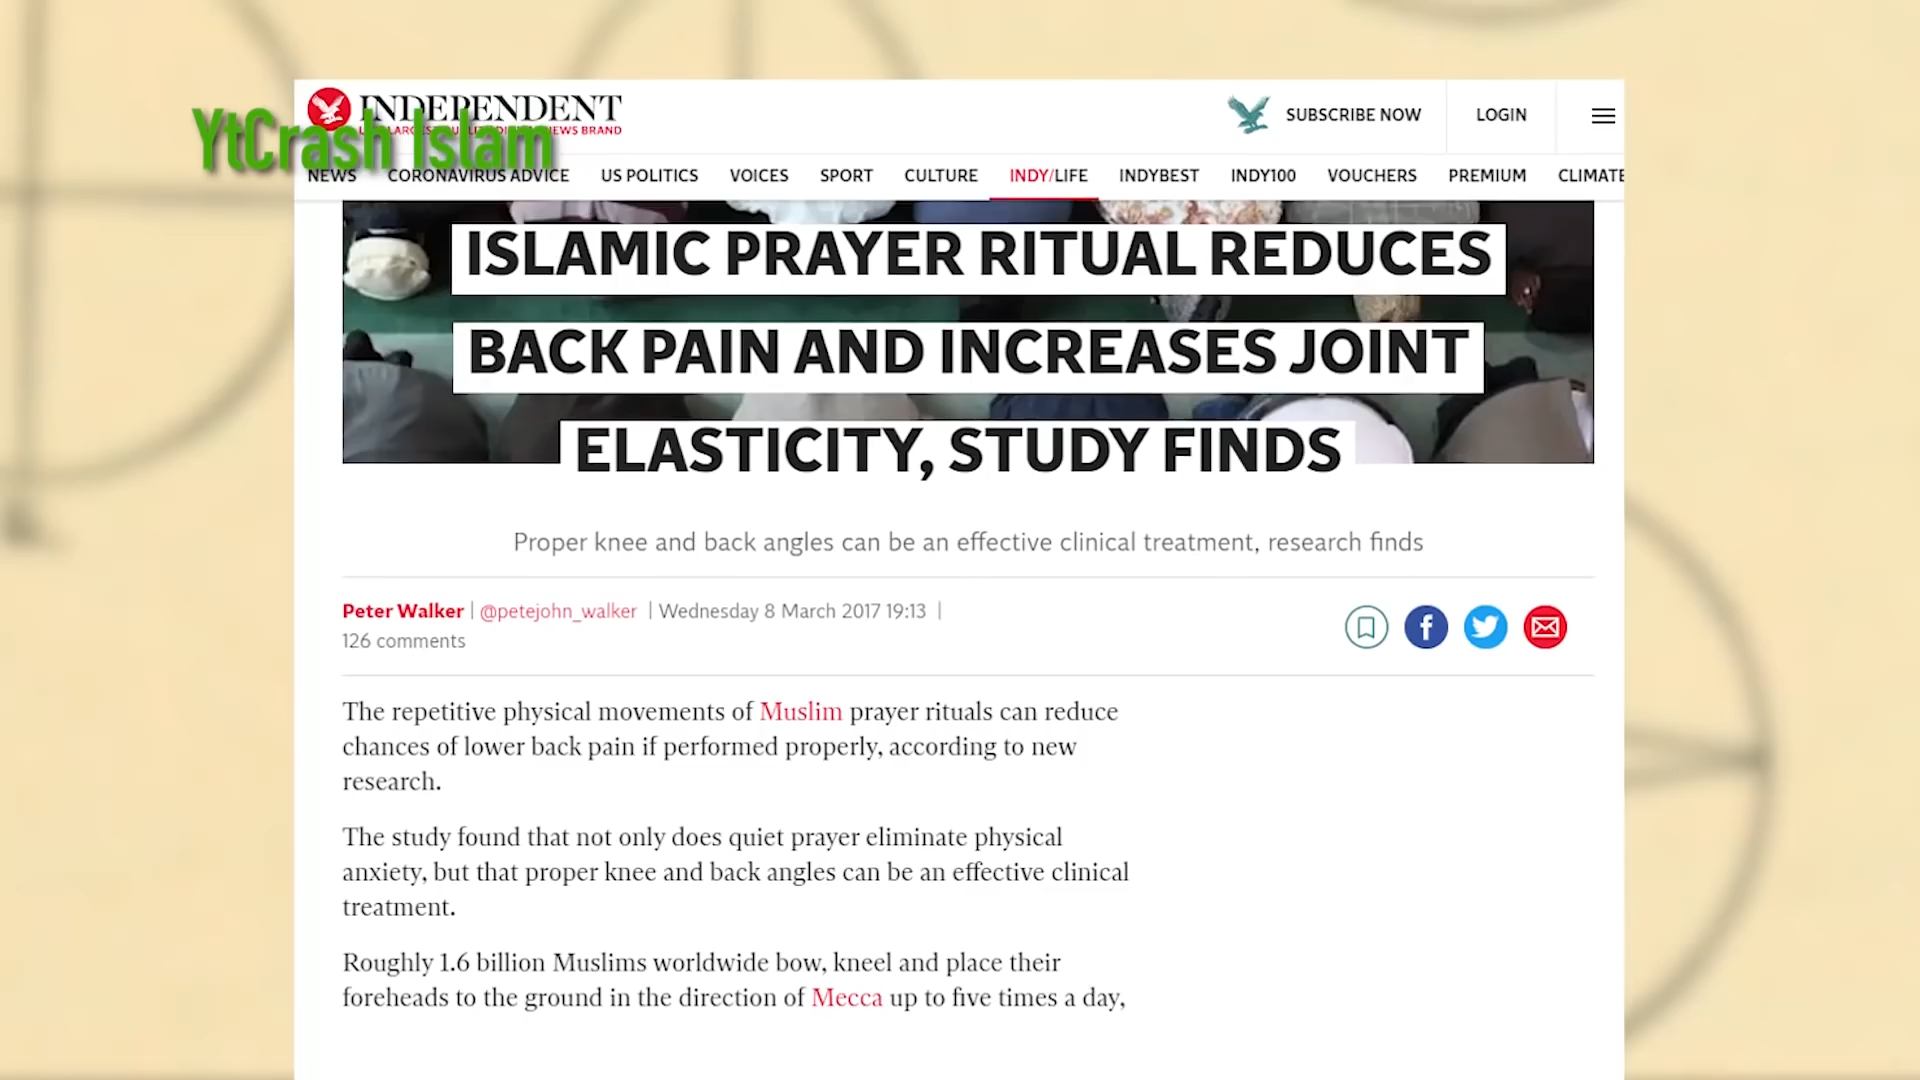 INDEPENDENT
YtCrash Islam
NEWS BRAND
SUBSCRIBE NOW
LOGIN
NEWS CORONAVIRUS ADVICE US POLITICS VOICES SPORT CULTURE INDY/LIFE INDYBEST INDY100 VOUCHERS PREMIUM CLIMATE
ISLAMIC PRAYER RITUAL REDUCES
BACK PAIN AND INCREASES JOINT
ELASTICITY, STUDY FINDS
Proper knee and back angles can be an effective clinical treatment, research finds
Peter Walker | @petejohn_walker | Wednesday 8 March 2017 19:13 |
126 comments
The repetitive physical movements of Muslim prayer rituals can reduce
chances of lower back pain if performed properly, according to new
research.
The study found that not only does quiet prayer eliminate physical
anxiety, but that proper knee and back angles can be an effective clinical
treatment.
Roughly 1.6 billion Muslims worldwide bow, kneel and place their
foreheads to the ground in the direction of Mecca up to five times a day,